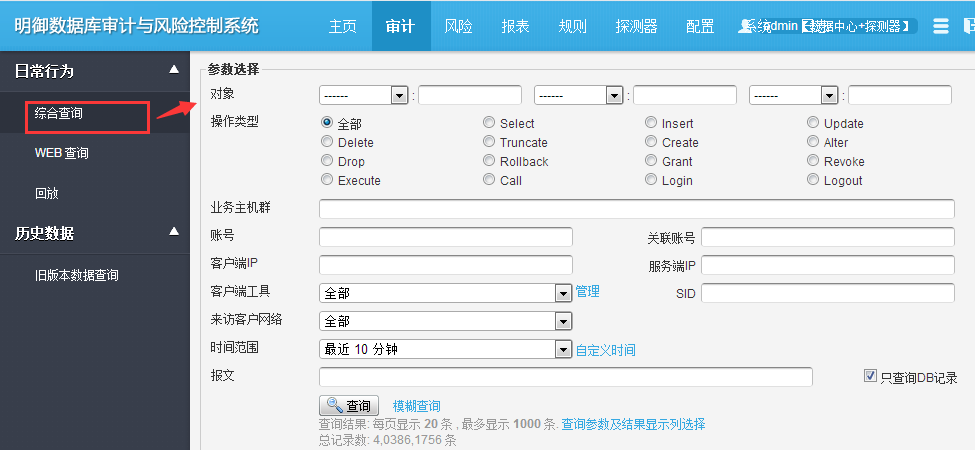 明御数据库审计与风险控制系统
主页 审计 风险 报表 规则 探测器 配置 系统 admin 【数据中心+探测器】
日常行为
综合查询
WEB 查询
回放
历史数据
旧版本数据查询
参数选择
对象 ------ : ------ : ------ :
操作类型 全部 Select Insert Update
Delete Truncate Create Alter
Drop Rollback Grant Revoke
Execute Call Login Logout
业务主机群
账号 关联账号
客户端IP 服务端IP
客户端工具 全部 管理 SID
来访客户网络 全部
时间范围 最近 10 分钟 自定义时间
报文 只查询DB记录
查询 模糊查询
查询结果: 每页显示 20 条 , 最多显示 1000 条. 查询参数及结果显示列选择
总记录数: 4,0386,1756 条